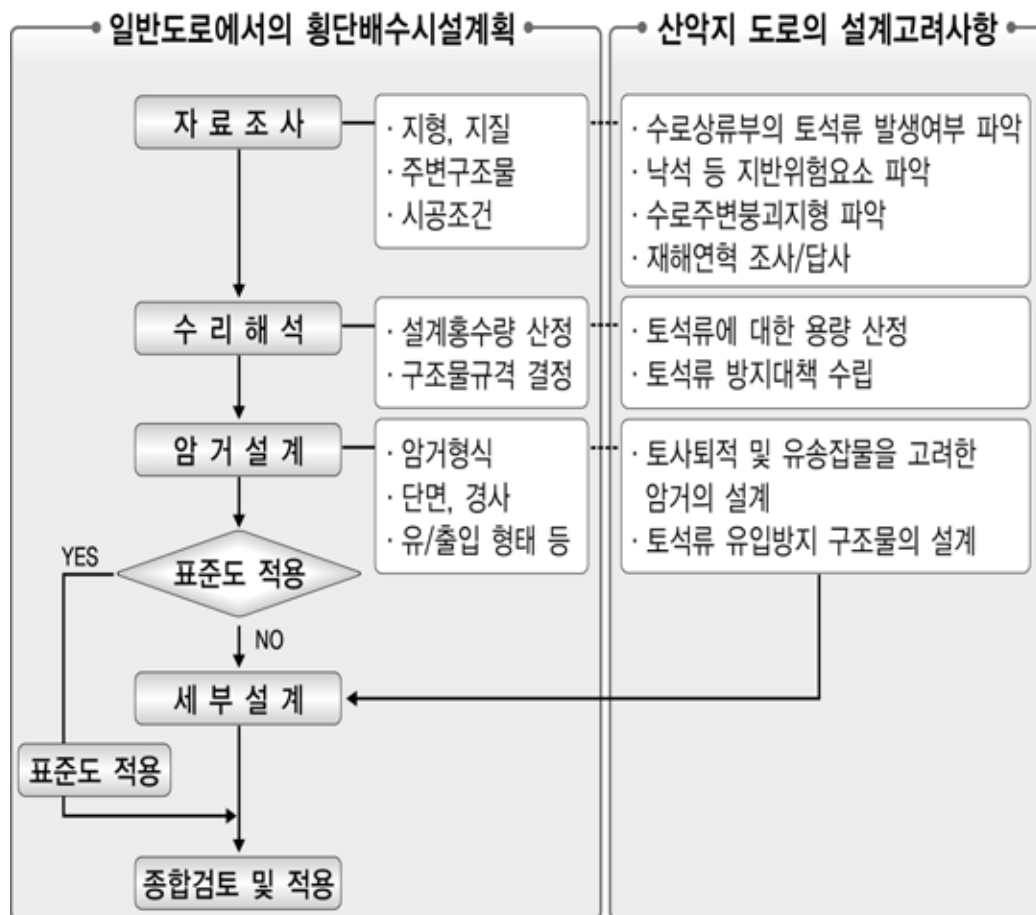 일반도로에서의 횡단배수시설계획
산악지 도로의 설계고려사항
자 료 조 사
· 지형, 지질
· 주변구조물
· 시공조건
· 수로상류부의 토석류 발생여부 파악
· 낙석 등 지반위험요소 파악
· 수로주변붕괴지형 파악
· 재해연혁 조사/답사
수 리 해 석
· 설계홍수량 산정
· 구조물규격 결정
· 토석류에 대한 용량 산정
· 토석류 방지대책 수립
암 거 설 계
· 암거형식
· 단면, 경사
· 유/출입 형태 등
· 토사퇴적 및 유송잡물을 고려한
암거의 설계
· 토석류 유입방지 구조물의 설계
YES
표준도 적용
NO
세 부 설 계
표준도 적용
종합검토 및 적용